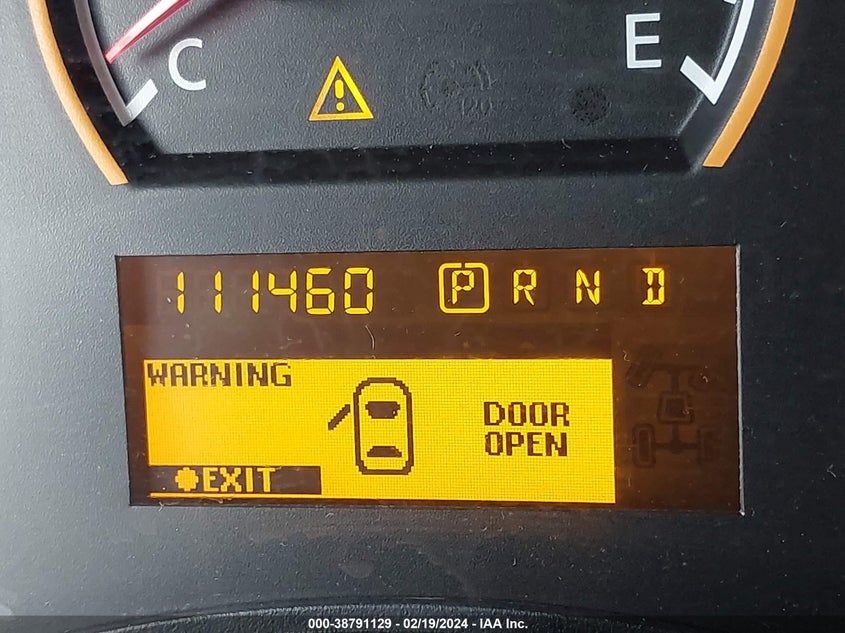 C E
111460 P R N D
WARNING
DOOR
OPEN
EXIT
000-38791129 - 02/19/2024 - IAA Inc.